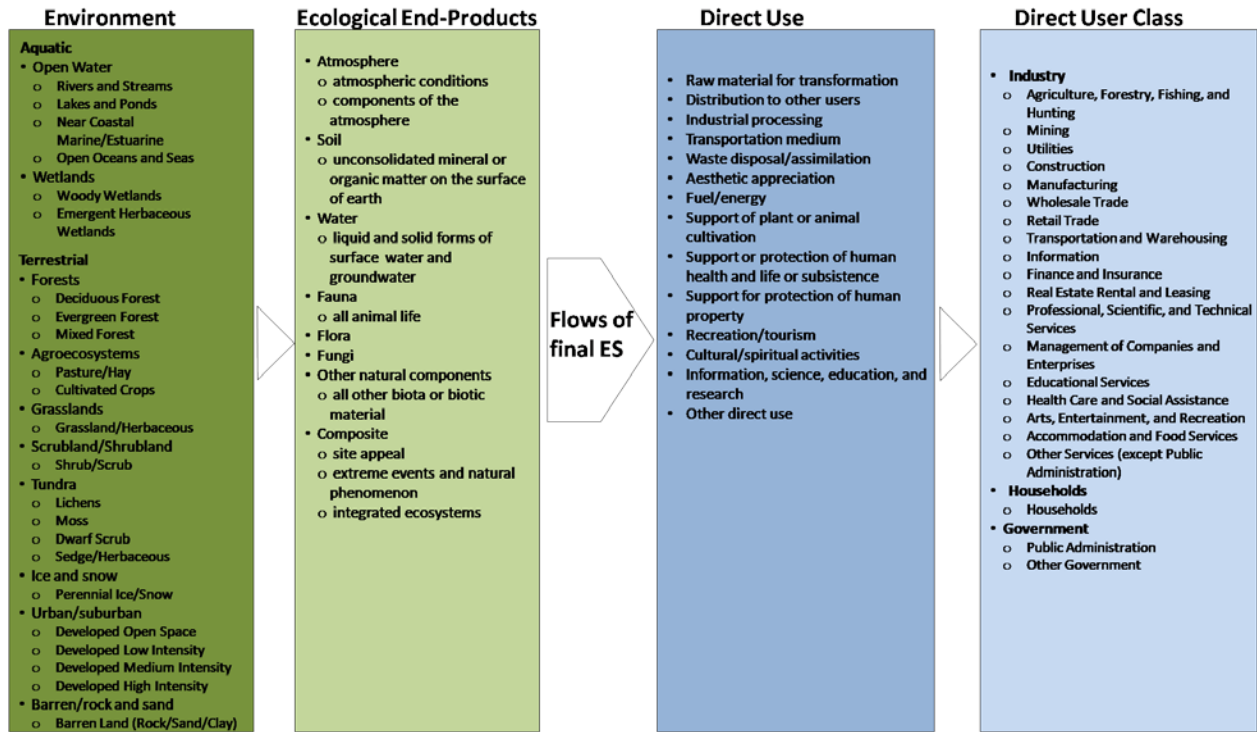 Environment
Aquatic
• Open Water
o Rivers and Streams
o Lakes and Ponds
o Near Coastal
Marine/Estuarine
o Open Oceans and Seas
• Wetlands
o Woody Wetlands
o Emergent Herbaceous
Wetlands
Terrestrial
• Forests
o Deciduous Forest
o Evergreen Forest
o Mixed Forest
• Agroecosystems
o Pasture/Hay
o Cultivated Crops
• Grasslands
o Grassland/Herbaceous
• Scrubland/Shrubland
o Shrub/Scrub
• Tundra
o Lichens
o Moss
o Dwarf Scrub
o Sedge/Herbaceous
• Ice and snow
o Perennial Ice/Snow
• Urban/suburban
o Developed Open Space
o Developed Low Intensity
o Developed Medium Intensity
o Developed High Intensity
• Barren/rock and sand
o Barren Land (Rock/Sand/Clay)
Ecological End-Products
• Atmosphere
o atmospheric conditions
o components of the
atmosphere
• Soil
o unconsolidated mineral or
organic matter on the surface
of earth
• Water
o liquid and solid forms of
surface water and
groundwater
• Fauna
o all animal life
• Flora
• Fungi
• Other natural components
o all other biota or biotic
material
• Composite
o site appeal
o extreme events and natural
phenomenon
o integrated ecosystems
Flows of
final ES
Direct Use
• Raw material for transformation
• Distribution to other users
• Industrial processing
• Transportation medium
• Waste disposal/assimilation
• Aesthetic appreciation
• Fuel/energy
• Support of plant or animal
cultivation
• Support or protection of human
health and life or subsistence
• Support for protection of human
property
• Recreation/tourism
• Cultural/spiritual activities
• Information, science, education, and
research
• Other direct use
Direct User Class
• Industry
o Agriculture, Forestry, Fishing, and
Hunting
o Mining
o Utilities
o Construction
o Manufacturing
o Wholesale Trade
o Retail Trade
o Transportation and Warehousing
o Information
o Finance and Insurance
o Real Estate Rental and Leasing
o Professional, Scientific, and Technical
Services
o Management of Companies and
Enterprises
o Educational Services
o Health Care and Social Assistance
o Arts, Entertainment, and Recreation
o Accommodation and Food Services
o Other Services (except Public
Administration)
• Households
o Households
• Government
o Public Administration
o Other Government